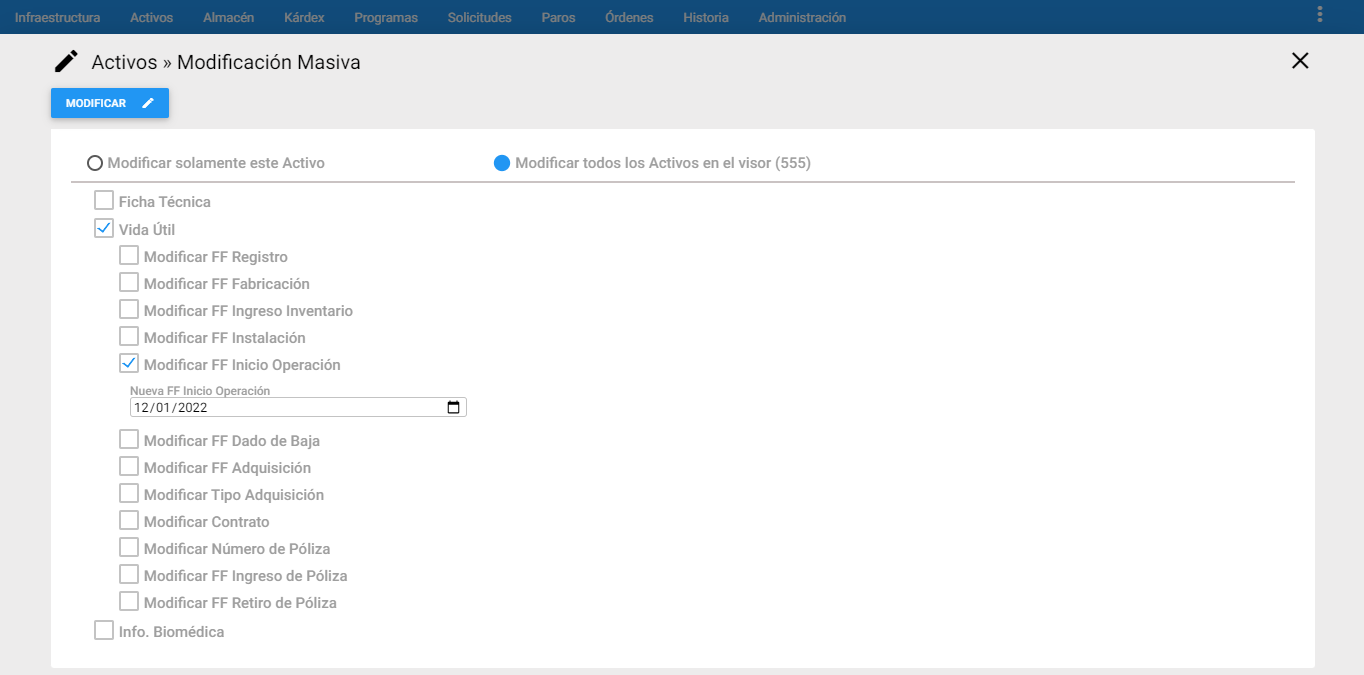 Infraestructura Activos Almacén Kárdex Programas Solicitudes Paros Órdenes Historia Administración
Activos » Modificación Masiva
MODIFICAR
Modificar solamente este Activo Modificar todos los Activos en el visor (555)
Ficha Técnica
Vida Útil
Modificar FF Registro
Modificar FF Fabricación
Modificar FF Ingreso Inventario
Modificar FF Instalación
Modificar FF Inicio Operación
Nueva FF Inicio Operación
12/01/2022
Modificar FF Dado de Baja
Modificar FF Adquisición
Modificar Tipo Adquisición
Modificar Contrato
Modificar Número de Póliza
Modificar FF Ingreso de Póliza
Modificar FF Retiro de Póliza
Info. Biomédica